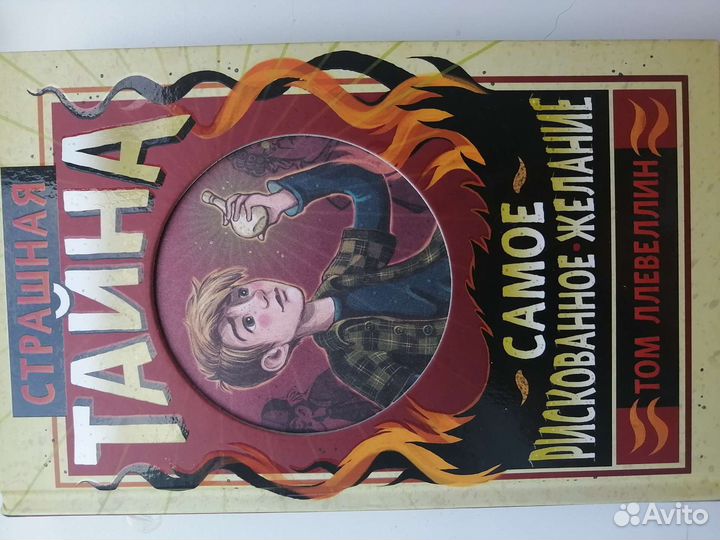 СТРАШНАЯ
ТАЙНА
САМОЕ
РИСКОВАННОЕ·ЖЕЛАНИЕ
ТОМ ЛЛЕВЕЛЛИН
Avito